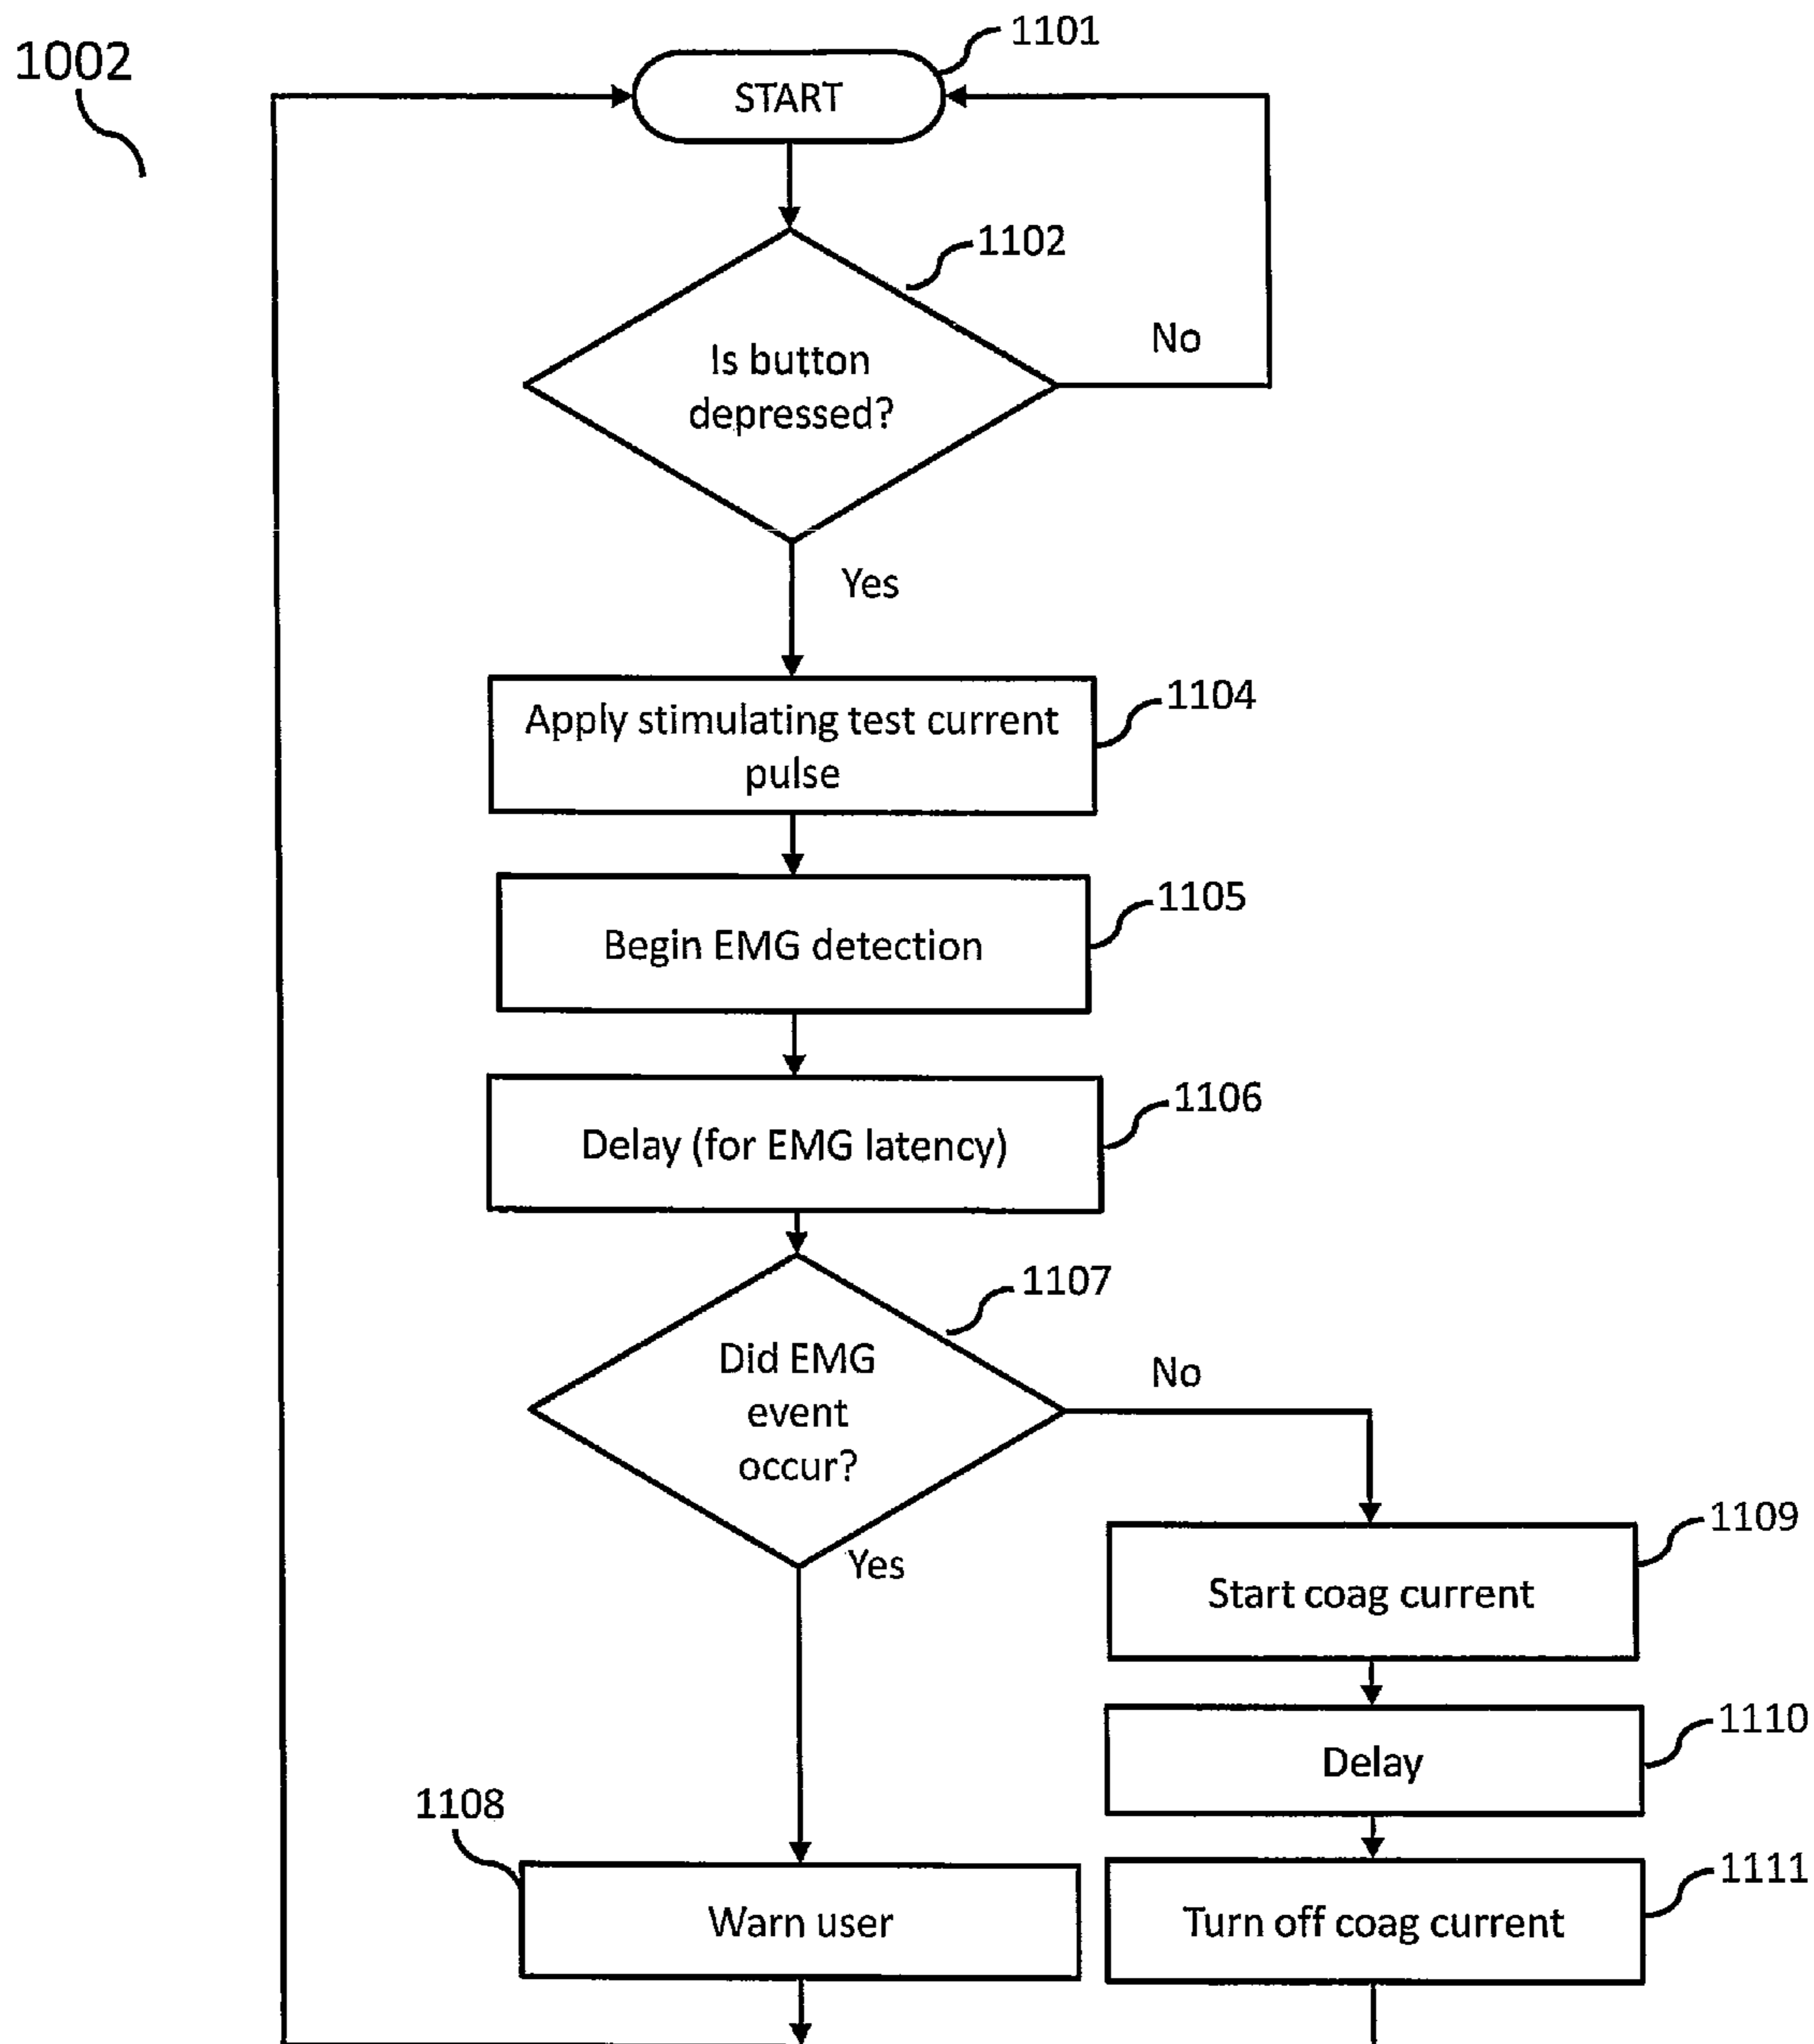 1002
1101
START
1102
Is button
depressed?
No
Yes
1104
Apply stimulating test current
pulse
1105
Begin EMG detection
1106
Delay (for EMG latency)
1107
Did EMG
event
occur?
No
Yes
1109
Start coag current
1110
Delay
1108
Warn user
1111
Turn off coag current